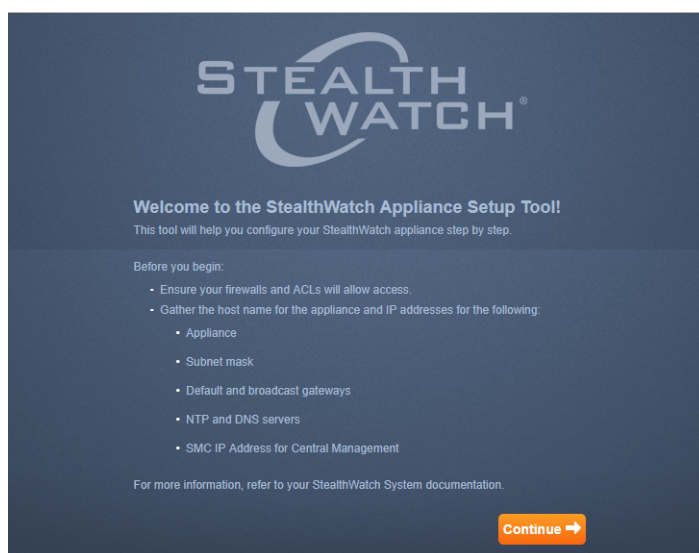 STEALTH
WATCH®
Welcome to the StealthWatch Appliance Setup Tool!
This tool will help you configure your StealthWatch appliance step by step.
Before you begin:
• Ensure your firewalls and ACLs will allow access.
• Gather the host name for the appliance and IP addresses for the following:
• Appliance
• Subnet mask
• Default and broadcast gateways
• NTP and DNS servers
• SMC IP Address for Central Management
For more information, refer to your StealthWatch System documentation.
Continue